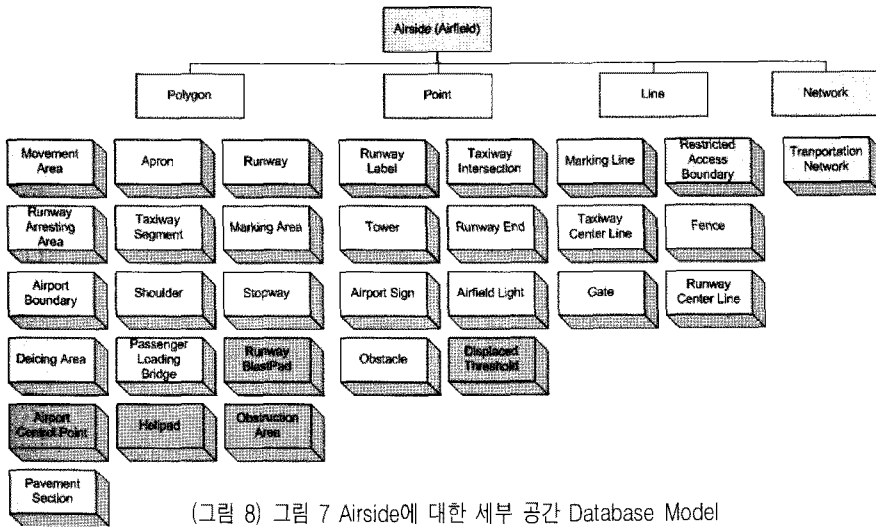 Airside (Airfield)
Polygon
Point
Line
Network
Movement
Area
Apron
Runway
Runway
Label
Taxiway
Intersection
Marking Line
Restricted
Access
Boundary
Tranportation
Network
Runway
Arresting
Area
Taxiway
Segment
Marking Area
Tower
Runway End
Taxiway
Center Line
Fence
Airport
Boundary
Shoulder
Stopway
Airport Sign
Airfield Light
Gate
Runway
Center Line
Deicing Area
Passenger
Loading
Bridge
Runway
BlastPad
Obstacle
Displaced
Threshold
Airport
Control Point
Helipad
Obstruction
Area
Pavement
Section
(그림 8) 그림 7 Airside에 대한 세부 공간 Database Model